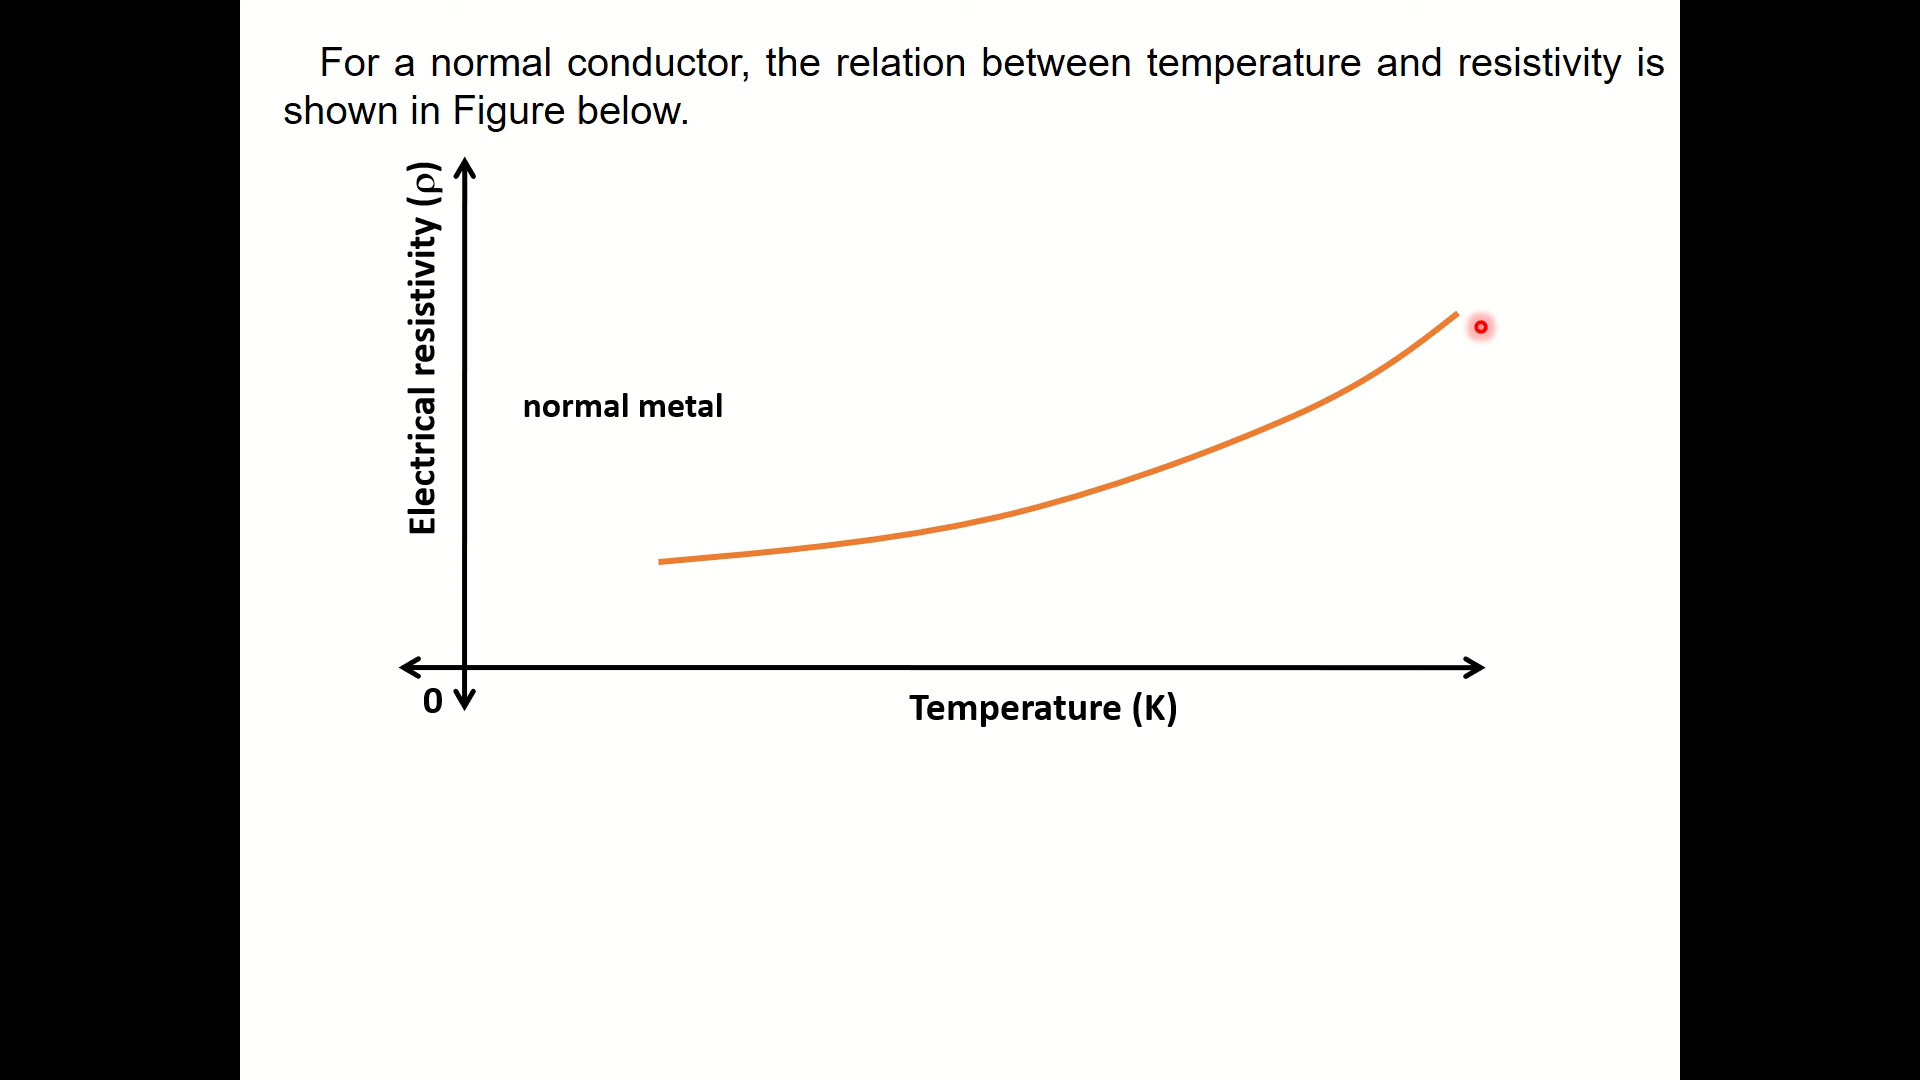 For a normal conductor, the relation between temperature and resistivity is
shown in Figure below.
Electrical resistivity (ρ)
normal metal
0
Temperature (K)